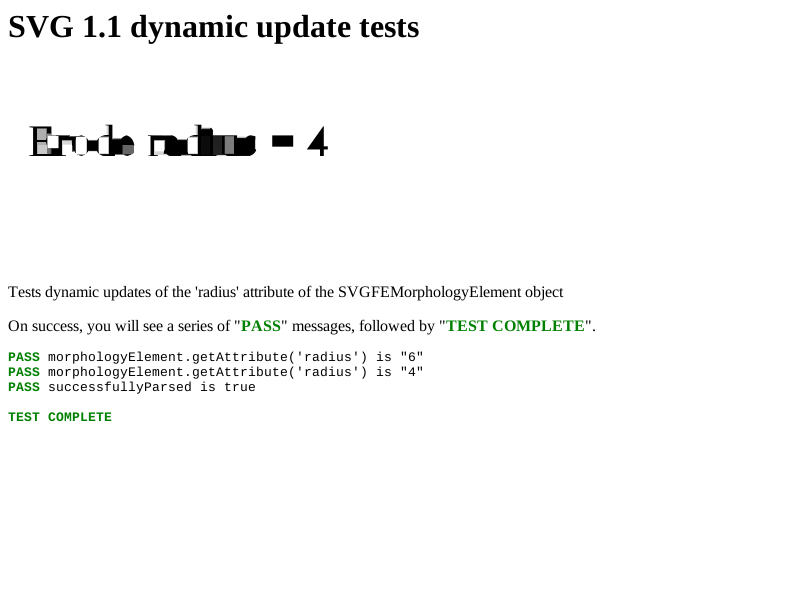 SVG 1.1 dynamic update tests
Erode radius = 4
Tests dynamic updates of the 'radius' attribute of the SVGFEMorphologyElement object
On success, you will see a series of "PASS" messages, followed by "TEST COMPLETE".
PASS morphologyElement.getAttribute('radius') is "6"
PASS morphologyElement.getAttribute('radius') is "4"
PASS successfullyParsed is true
TEST COMPLETE